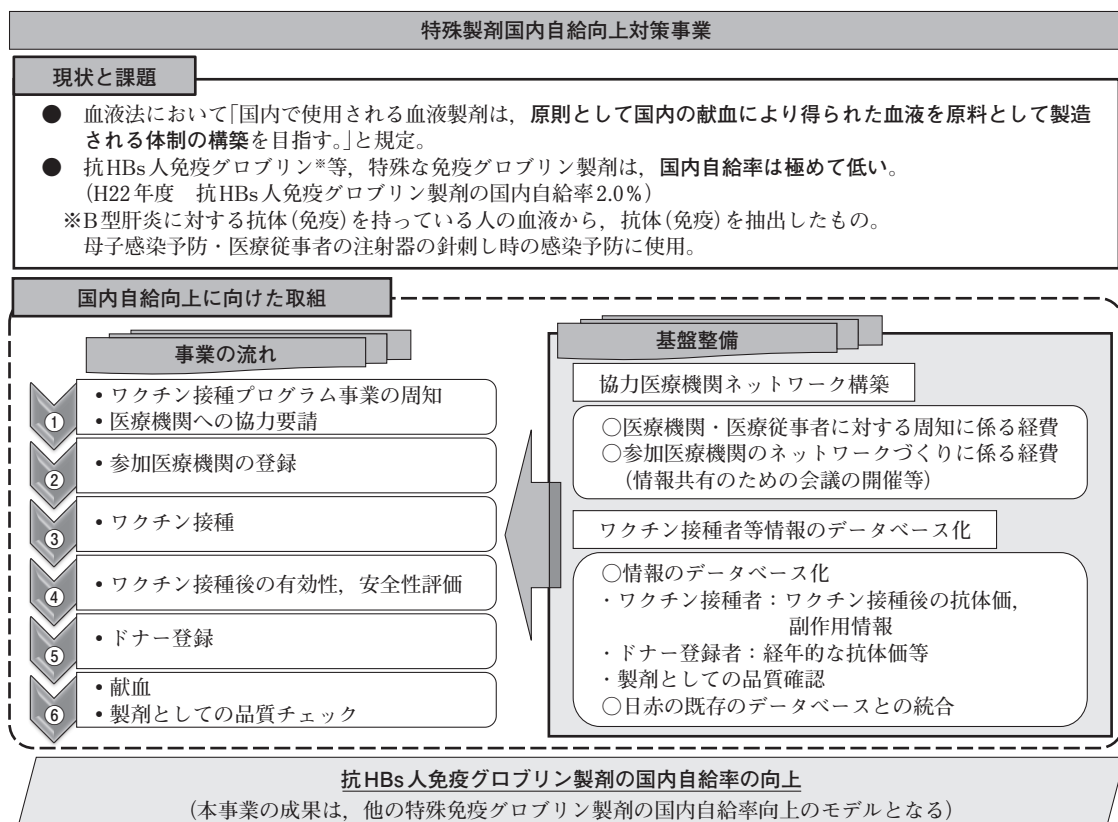 特殊製剤国内自給向上対策事業
現状と課題
● 血液法において「国内で使用される血液製剤は，原則として国内の献血により得られた血液を原料として製造
される体制の構築を目指す。」と規定。
● 抗HBs人免疫グロブリン※等，特殊な免疫グロブリン製剤は，国内自給率は極めて低い。
(H22年度　抗HBs人免疫グロブリン製剤の国内自給率2.0%)
※B型肝炎に対する抗体(免疫)を持っている人の血液から，抗体(免疫)を抽出したもの。
母子感染予防・医療従事者の注射器の針刺し時の感染予防に使用。
国内自給向上に向けた取組
事業の流れ
①
•ワクチン接種プログラム事業の周知
•医療機関への協力要請
②
•参加医療機関の登録
③
•ワクチン接種
④
•ワクチン接種後の有効性，安全性評価
⑤
•ドナー登録
⑥
•献血
•製剤としての品質チェック
基盤整備
協力医療機関ネットワーク構築
○医療機関・医療従事者に対する周知に係る経費
○参加医療機関のネットワークづくりに係る経費
(情報共有のための会議の開催等)
ワクチン接種者等情報のデータベース化
○情報のデータベース化
・ワクチン接種者：ワクチン接種後の抗体価，
副作用情報
・ドナー登録者：経年的な抗体価等
・製剤としての品質確認
○日赤の既存のデータベースとの統合
抗HBs人免疫グロブリン製剤の国内自給率の向上
(本事業の成果は，他の特殊免疫グロブリン製剤の国内自給率向上のモデルとなる)